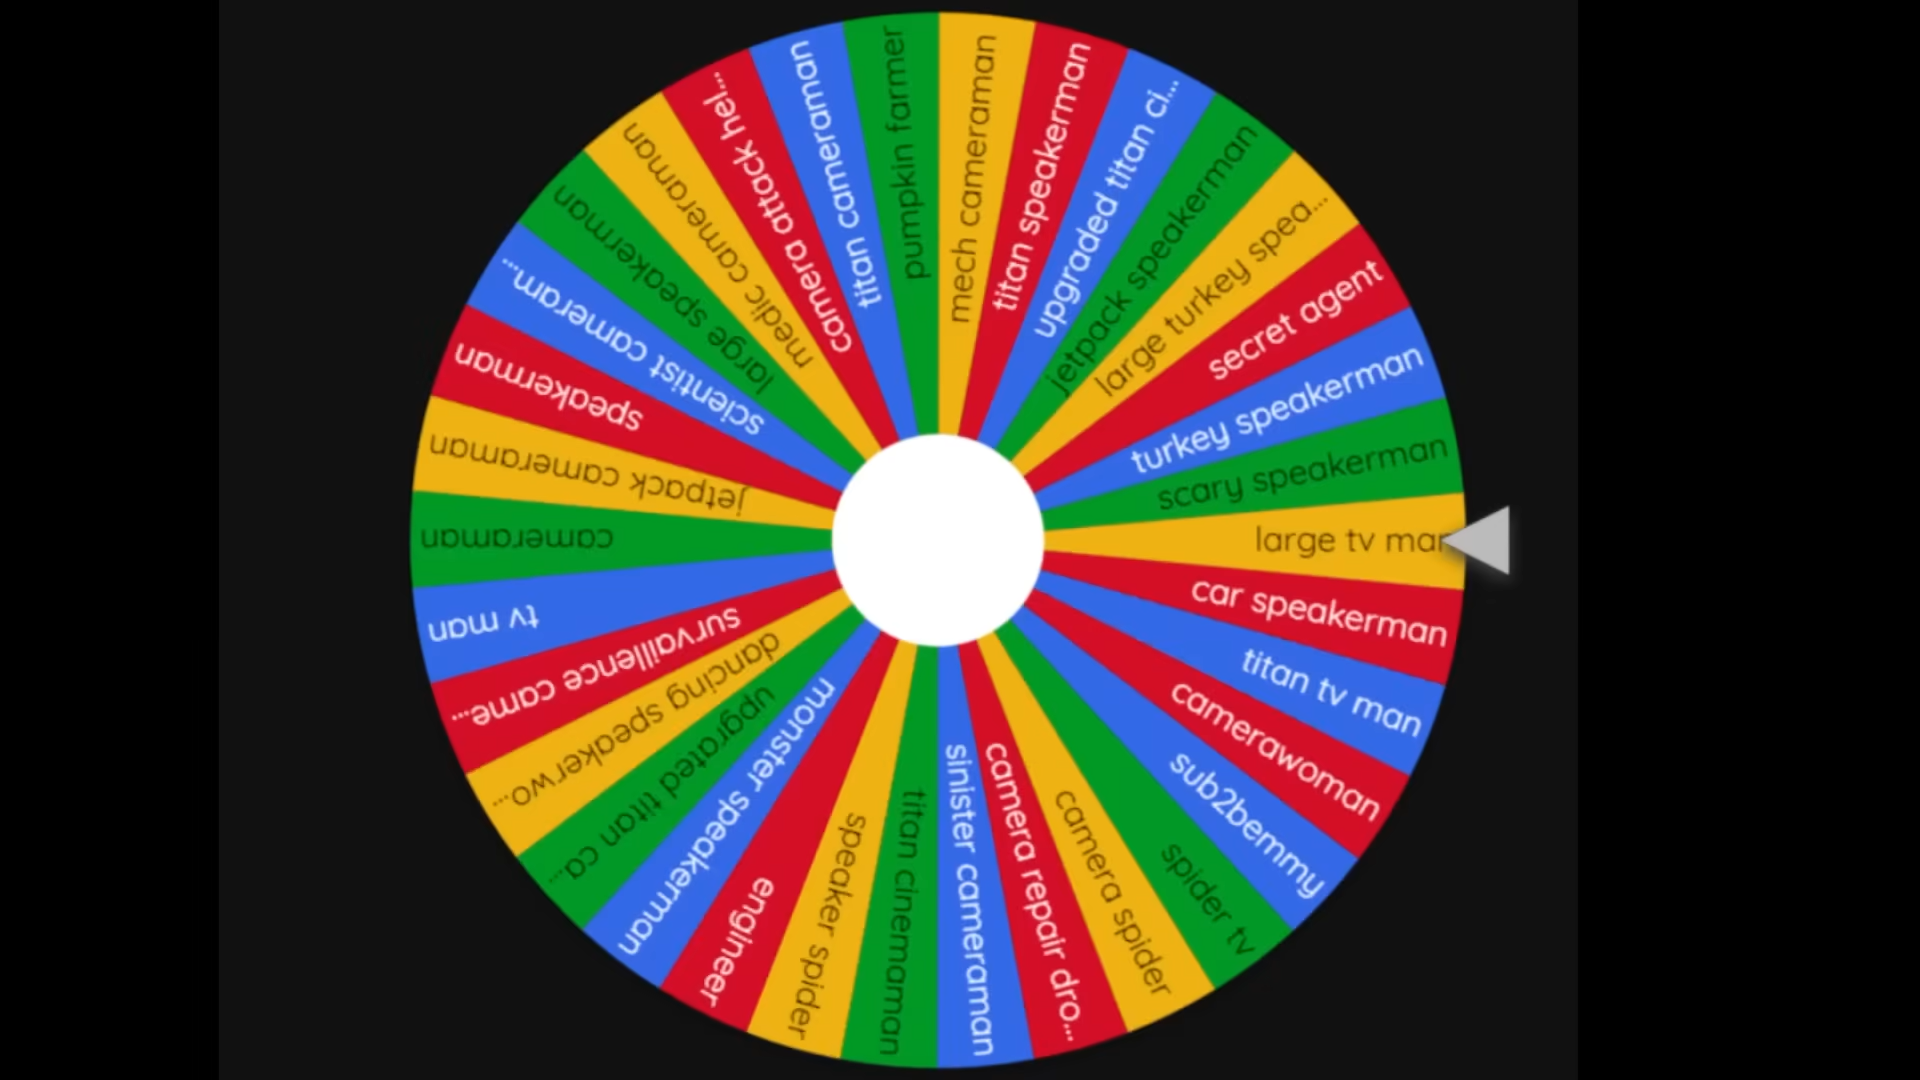 mech cameraman
titan speakerman
upgraded titan ci...
jetpack speakerman
large turkey spea...
secret agent
turkey speakerman
scary speakerman
large tv man
car speakerman
titan tv man
camerawoman
sub2bemmy
spider tv
camera spider
camera repair dro...
sinister cameraman
titan cinemaman
speaker spider
engineer
monster speakerman
upgrated titan ca...
dancing speakerwo...
survaillence came...
tv man
cameraman
jetpack cameraman
speakerman
scientist cameram...
large speakerman
medic cameraman
camera attack hel...
titan cameraman
pumpkin farmer